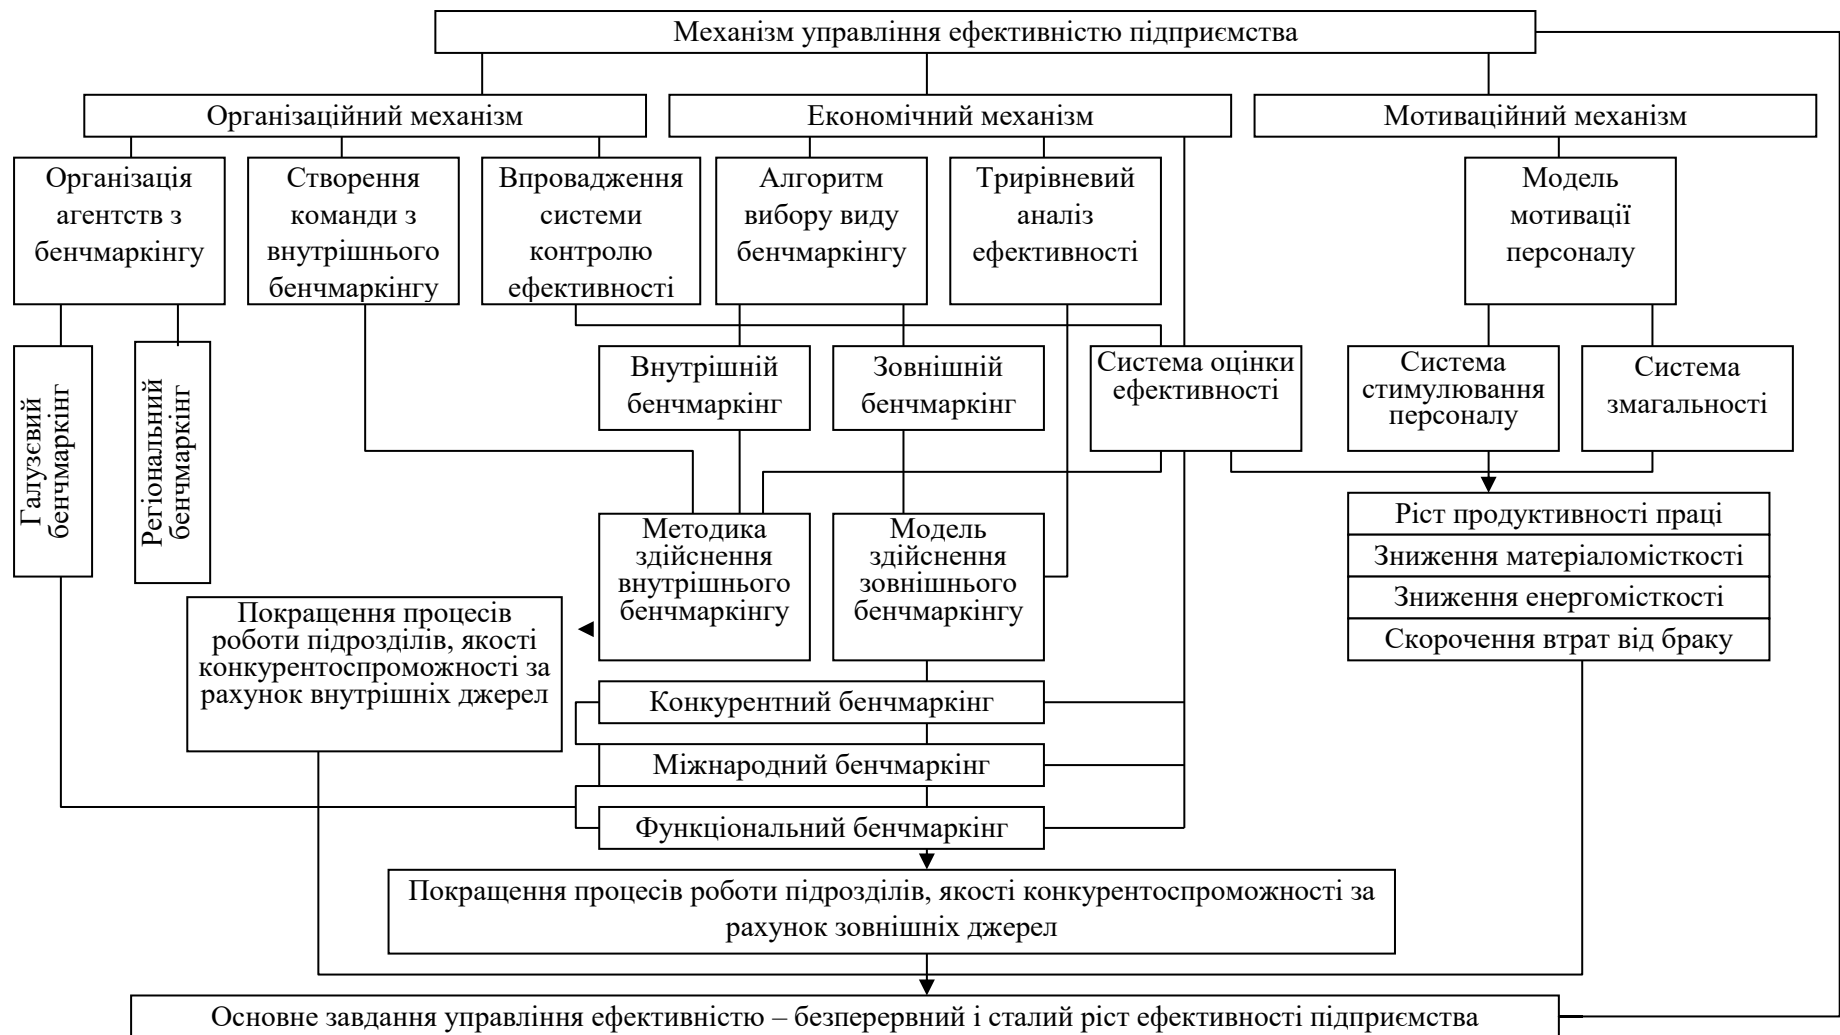 Механізм управління ефективністю підприємства
Організаційний механізм
Економічний механізм
Мотиваційний механізм
Організація
агентств з
бенчмаркінгу
Створення
команди з
внутрішнього
бенчмаркінгу
Впровадження
системи
контролю
ефективності
Алгоритм
вибору виду
бенчмаркінгу
Трирівневий
аналіз
ефективності
Модель
мотивації
персоналу
Галузєвий
бенчмаркінг
Регіональний
бенчмаркінг
Внутрішній
бенчмаркінг
Зовнішній
бенчмаркінг
Система оцінки
ефективності
Система
стимулювання
персоналу
Система
змагальності
Методика
здійснення
внутрішнього
бенчмаркінгу
Модель
здійснення
зовнішнього
бенчмаркінгу
Ріст продуктивності праці
Зниження матеріаломісткості
Зниження енергомісткості
Скорочення втрат від браку
Покращення процесів
роботи підрозділів, якості
конкурентоспроможності за
рахунок внутрішніх джерел
Конкурентний бенчмаркінг
Міжнародний бенчмаркінг
Функціональний бенчмаркінг
Покращення процесів роботи підрозділів, якості конкурентоспроможності за
рахунок зовнішніх джерел
Основне завдання управління ефективністю – безперервний і сталий ріст ефективності підприємства